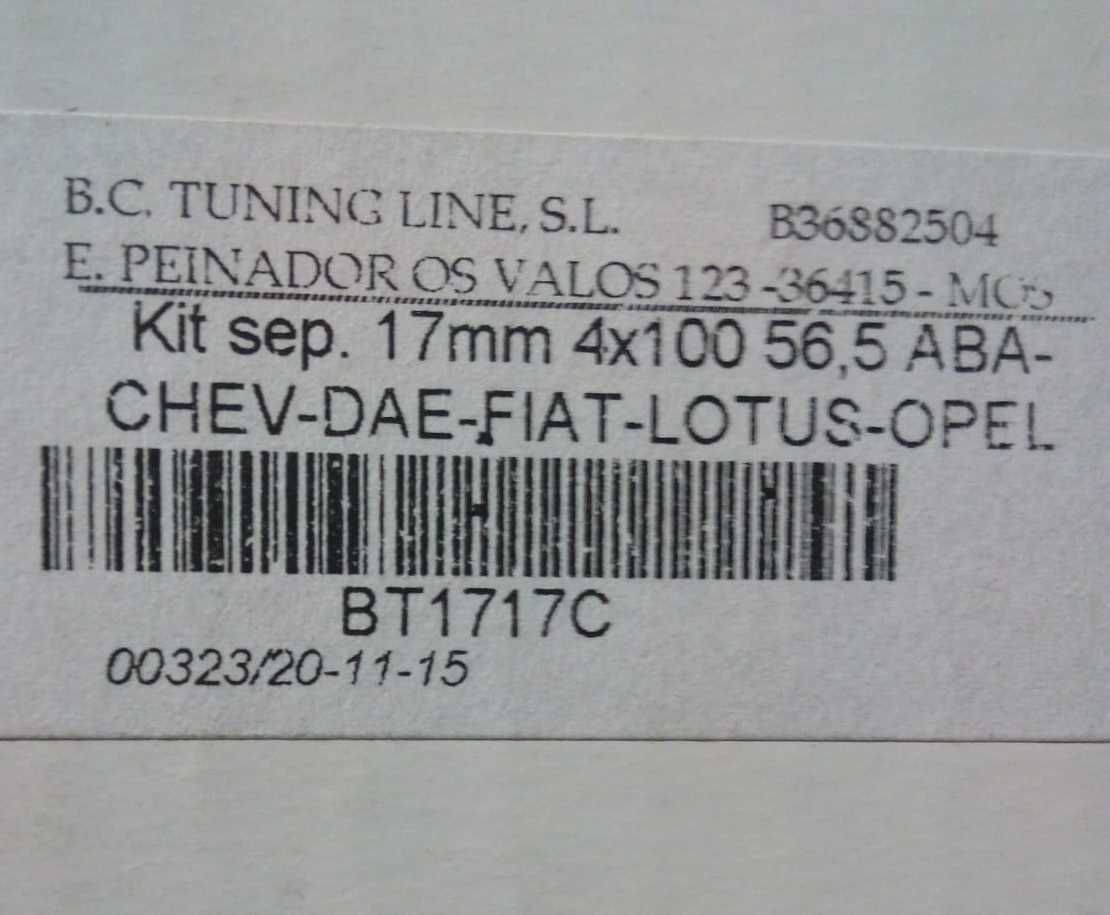 B.C. TUNING LINE, S.L. B36882504
E. PEINADOR OS VALOS 123 -36415 - MOS
Kit sep. 17mm 4x100 56,5 ABA-
CHEV-DAE-FIAT-LOTUS-OPEL
BT1717C
00323/20-11-15